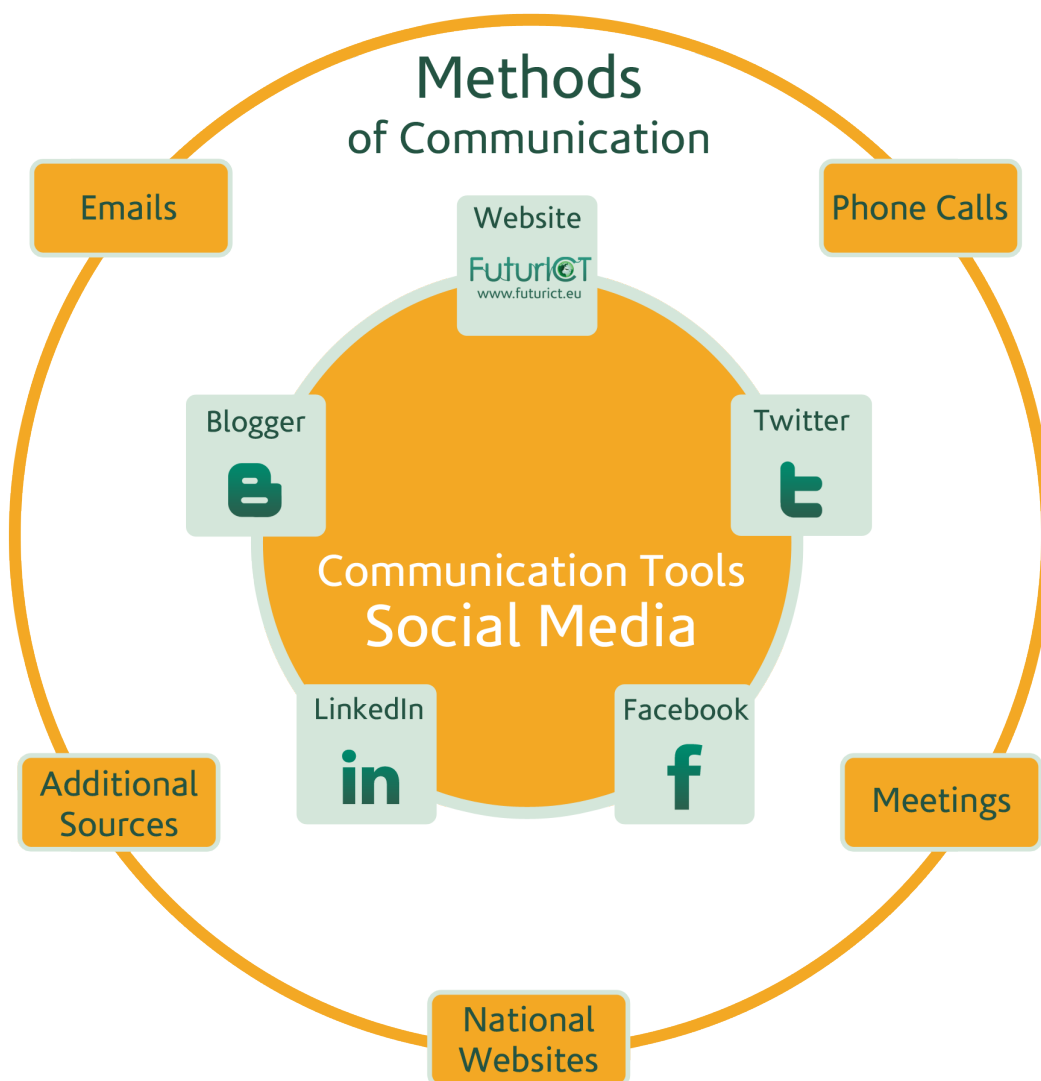 Methods
of Communication
Emails
Phone Calls
Website
FuturICT
www.futurict.eu
Blogger
B
Twitter
t
Communication Tools
Social Media
LinkedIn
in
Facebook
f
Additional
Sources
Meetings
National
Websites